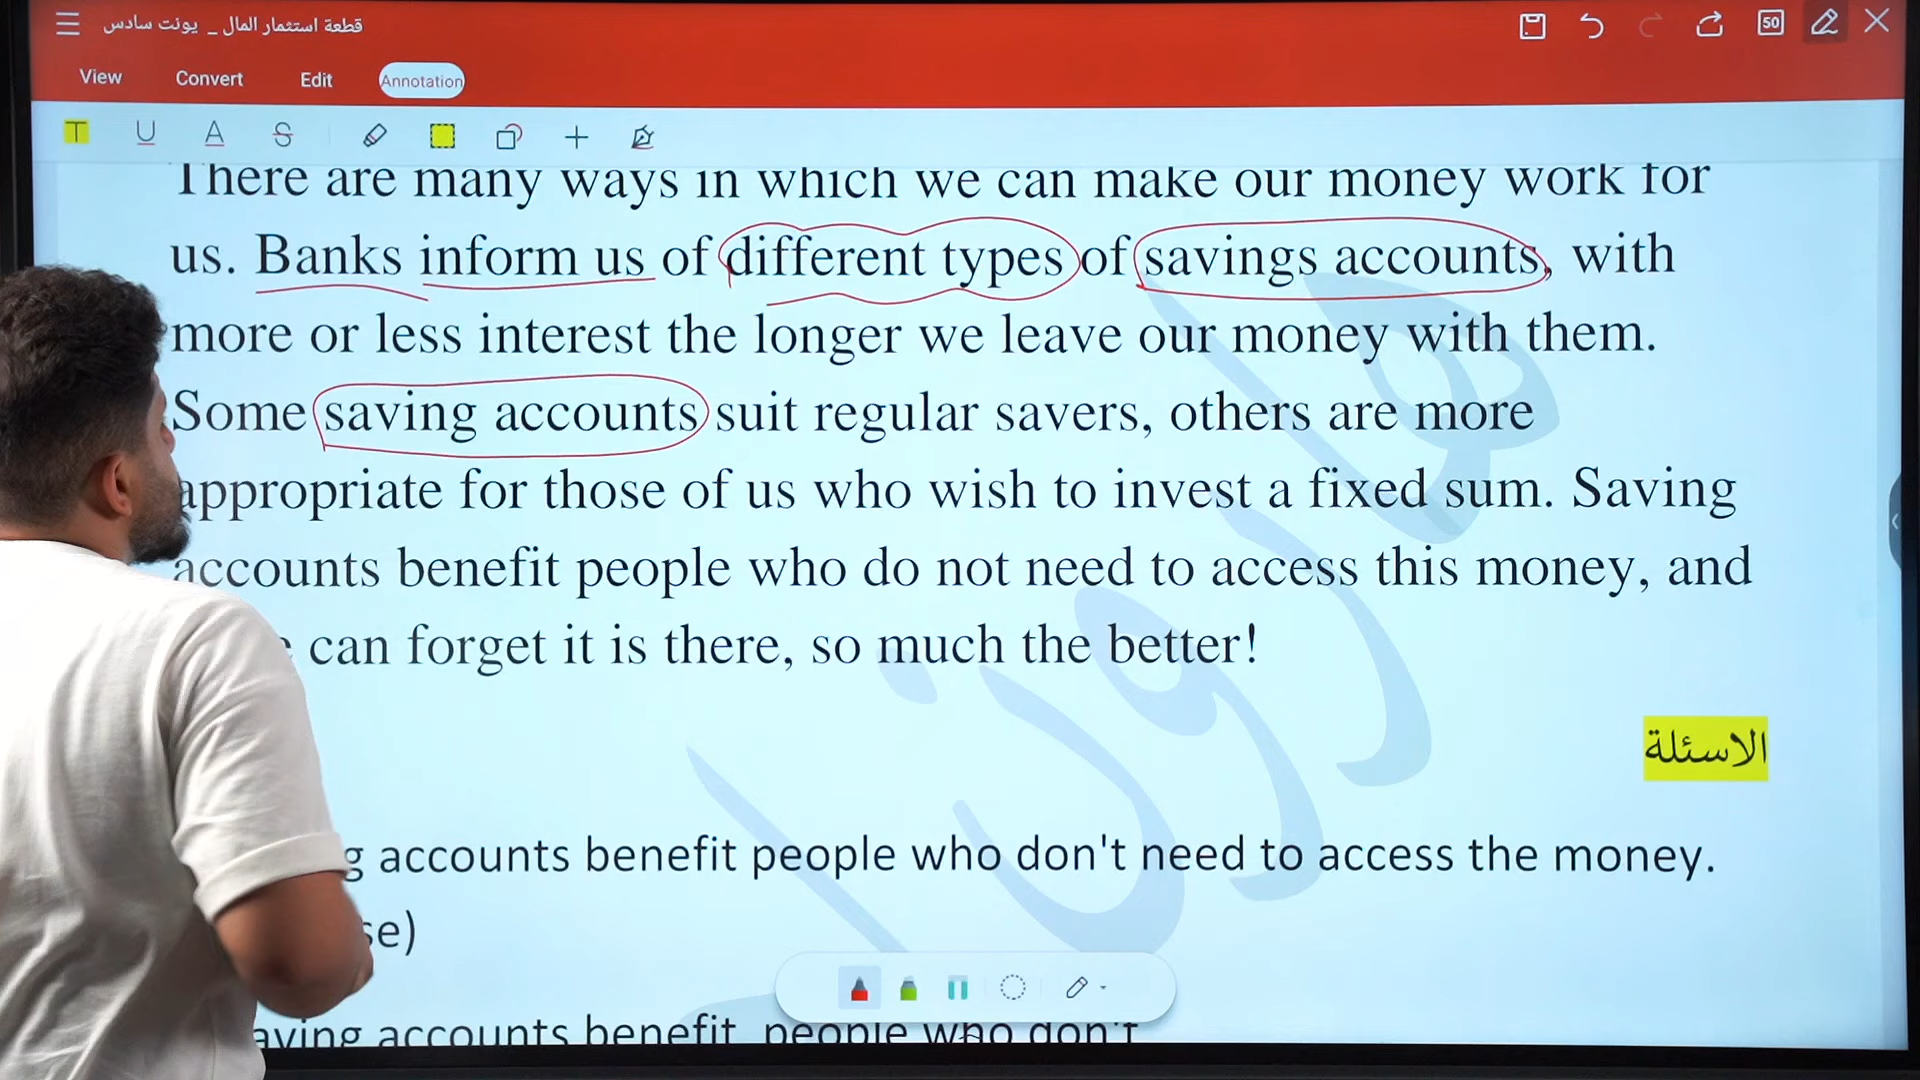 قطعة استثمار المال _ يونت سادس
50
View Convert Edit Annotation
T U A S
There are many ways in which we can make our money work for
us. Banks inform us of different types of savings accounts, with
more or less interest the longer we leave our money with them.
Some saving accounts suit regular savers, others are more
appropriate for those of us who wish to invest a fixed sum. Saving
accounts benefit people who do not need to access this money, and
can forget it is there, so much the better!
الاسئلة
g accounts benefit people who don't need to access the money.
se)
aving accounts benefit people who don't